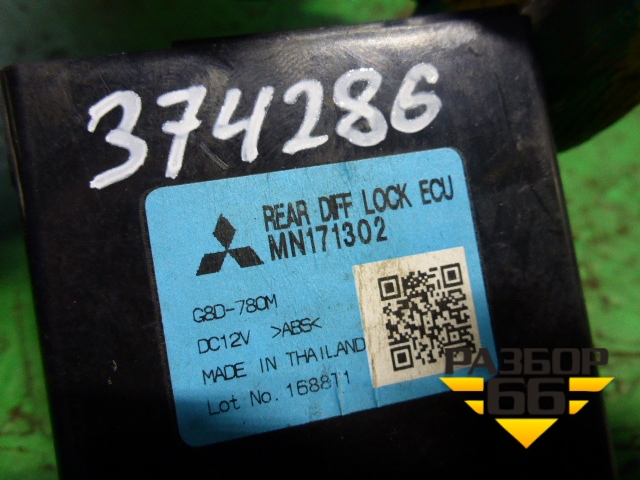 374286
REAR DIFF LOCK ECU
MN171302
G8D-780M
DC12V >ABS<
MADE IN THAILAND
Lot No. 168811
РАЗБОР
66